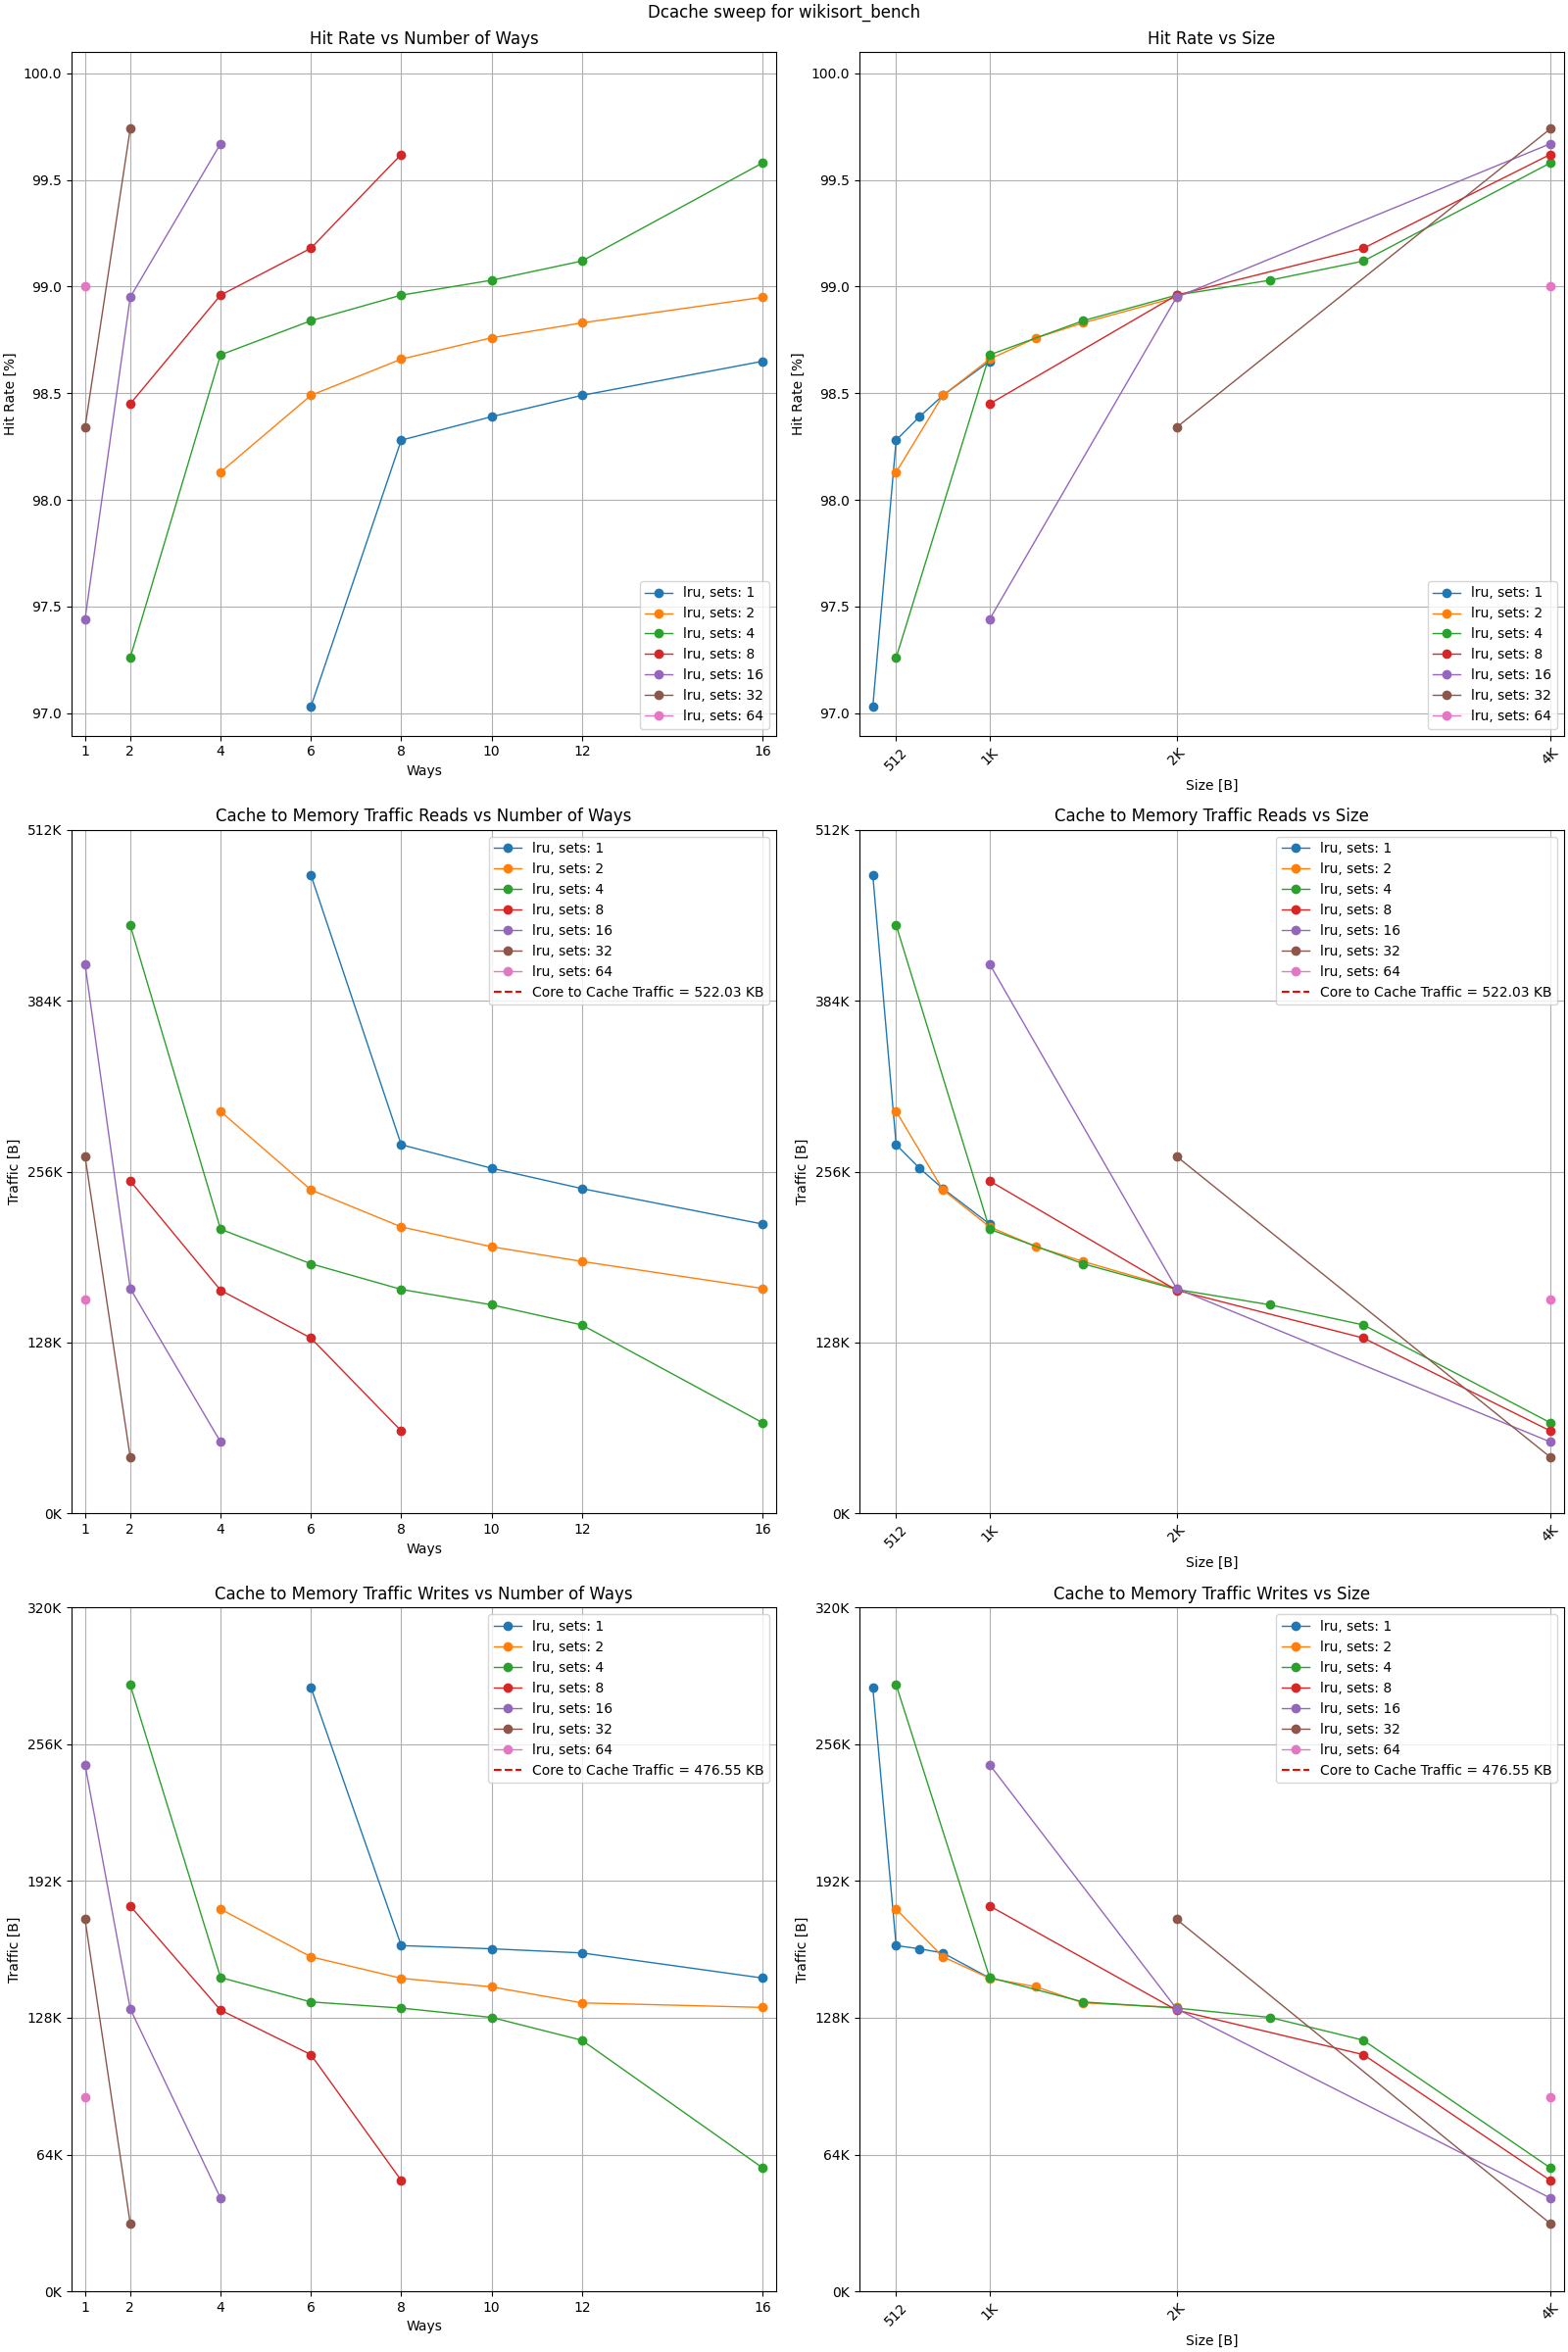 Dcache sweep for wikisort_bench
Hit Rate vs Number of Ways
Hit Rate [%]
100.0
99.5
99.0
98.5
98.0
97.5
97.0
1 2 4 6 8 10 12 16
Ways
lru, sets: 1
lru, sets: 2
lru, sets: 4
lru, sets: 8
lru, sets: 16
lru, sets: 32
lru, sets: 64
Hit Rate vs Size
Hit Rate [%]
100.0
99.5
99.0
98.5
98.0
97.5
97.0
512 1K 2K 4K
Size [B]
lru, sets: 1
lru, sets: 2
lru, sets: 4
lru, sets: 8
lru, sets: 16
lru, sets: 32
lru, sets: 64
Cache to Memory Traffic Reads vs Number of Ways
Traffic [B]
512K
384K
256K
128K
0K
1 2 4 6 8 10 12 16
Ways
lru, sets: 1
lru, sets: 2
lru, sets: 4
lru, sets: 8
lru, sets: 16
lru, sets: 32
lru, sets: 64
Core to Cache Traffic = 522.03 KB
Cache to Memory Traffic Reads vs Size
Traffic [B]
512K
384K
256K
128K
0K
512 1K 2K 4K
Size [B]
lru, sets: 1
lru, sets: 2
lru, sets: 4
lru, sets: 8
lru, sets: 16
lru, sets: 32
lru, sets: 64
Core to Cache Traffic = 522.03 KB
Cache to Memory Traffic Writes vs Number of Ways
Traffic [B]
320K
256K
192K
128K
64K
0K
1 2 4 6 8 10 12 16
Ways
lru, sets: 1
lru, sets: 2
lru, sets: 4
lru, sets: 8
lru, sets: 16
lru, sets: 32
lru, sets: 64
Core to Cache Traffic = 476.55 KB
Cache to Memory Traffic Writes vs Size
Traffic [B]
320K
256K
192K
128K
64K
0K
512 1K 2K 4K
Size [B]
lru, sets: 1
lru, sets: 2
lru, sets: 4
lru, sets: 8
lru, sets: 16
lru, sets: 32
lru, sets: 64
Core to Cache Traffic = 476.55 KB